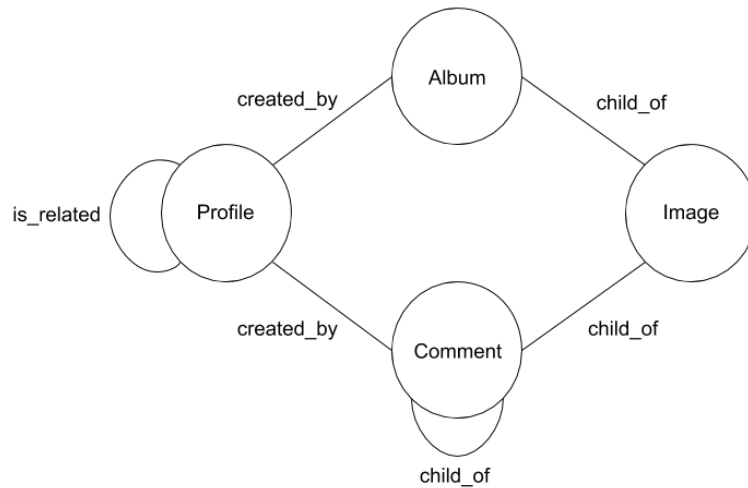 Album
created_by
child_of
is_related
Profile
Image
created_by
Comment
child_of
child_of